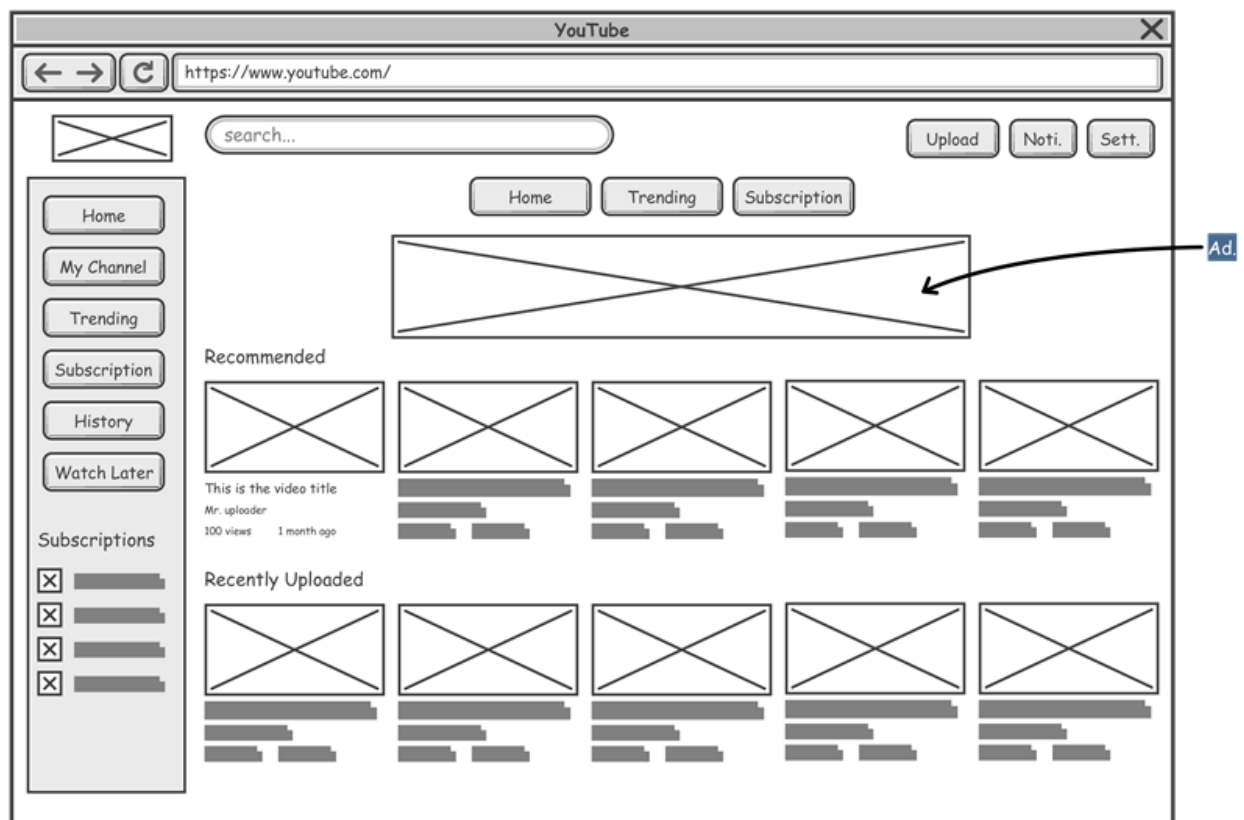 YouTube
https://www.youtube.com/
search...
Upload
Noti.
Sett.
Home
Trending
Subscription
Ad.
Home
My Channel
Trending
Subscription
History
Watch Later
Subscriptions
Recommended
This is the video title
Mr. uploader
100 views 1 month ago
Recently Uploaded